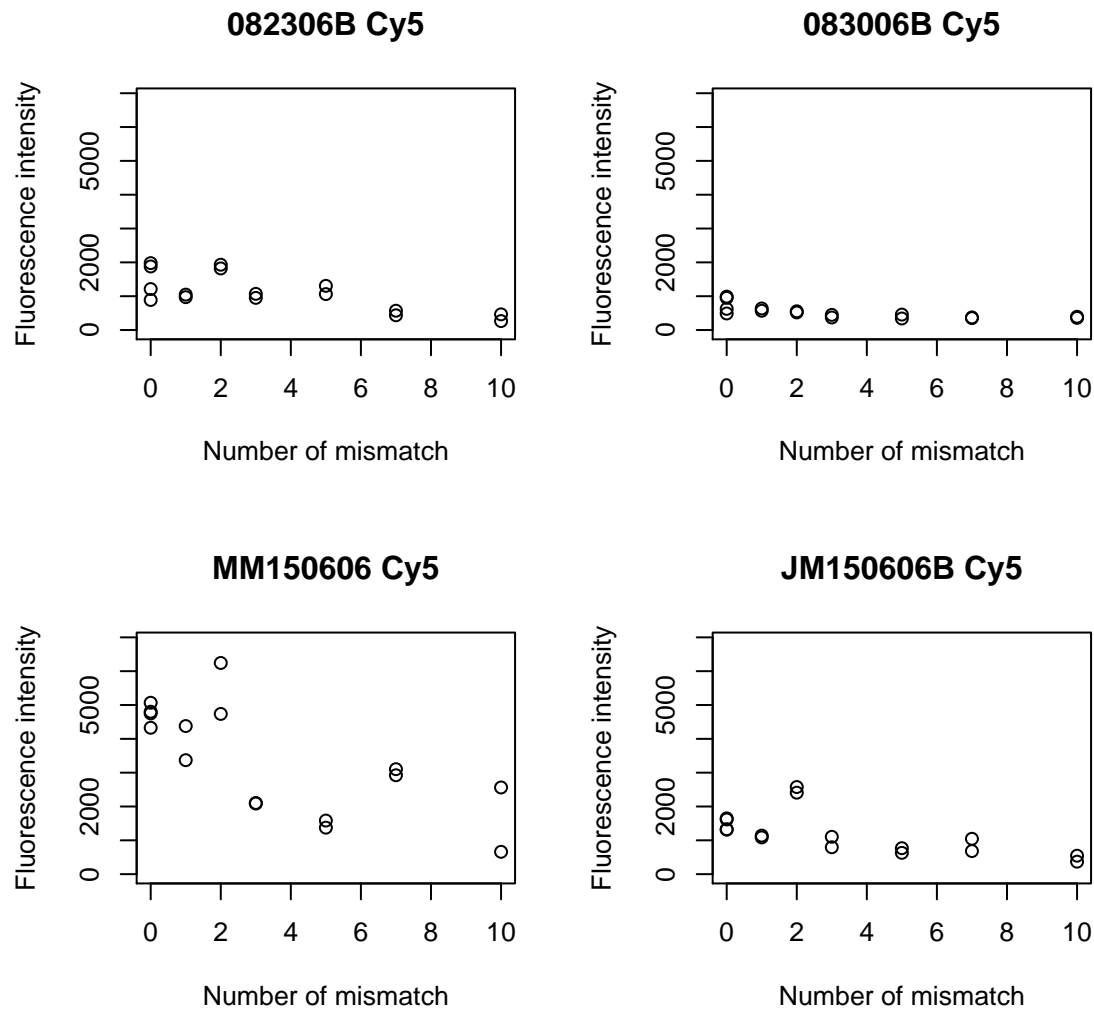 082306B Cy5
Fluorescence intensity
0 2000 5000
0 2 4 6 8 10
Number of mismatch
083006B Cy5
Fluorescence intensity
0 2000 5000
0 2 4 6 8 10
Number of mismatch
MM150606 Cy5
Fluorescence intensity
0 2000 5000
0 2 4 6 8 10
Number of mismatch
JM150606B Cy5
Fluorescence intensity
0 2000 5000
0 2 4 6 8 10
Number of mismatch